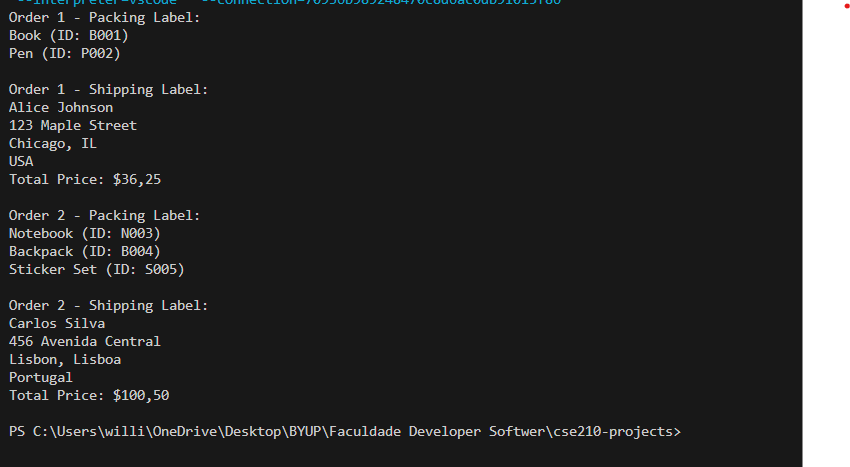 Order 1 - Packing Label:
Book (ID: B001)
Pen (ID: P002)
Order 1 - Shipping Label:
Alice Johnson
123 Maple Street
Chicago, IL
USA
Total Price: $36,25
Order 2 - Packing Label:
Notebook (ID: N003)
Backpack (ID: B004)
Sticker Set (ID: S005)
Order 2 - Shipping Label:
Carlos Silva
456 Avenida Central
Lisbon, Lisboa
Portugal
Total Price: $100,50
PS C:\Users\willi\OneDrive\Desktop\BYUP\Faculdade Developer Softwer\cse210-projects>